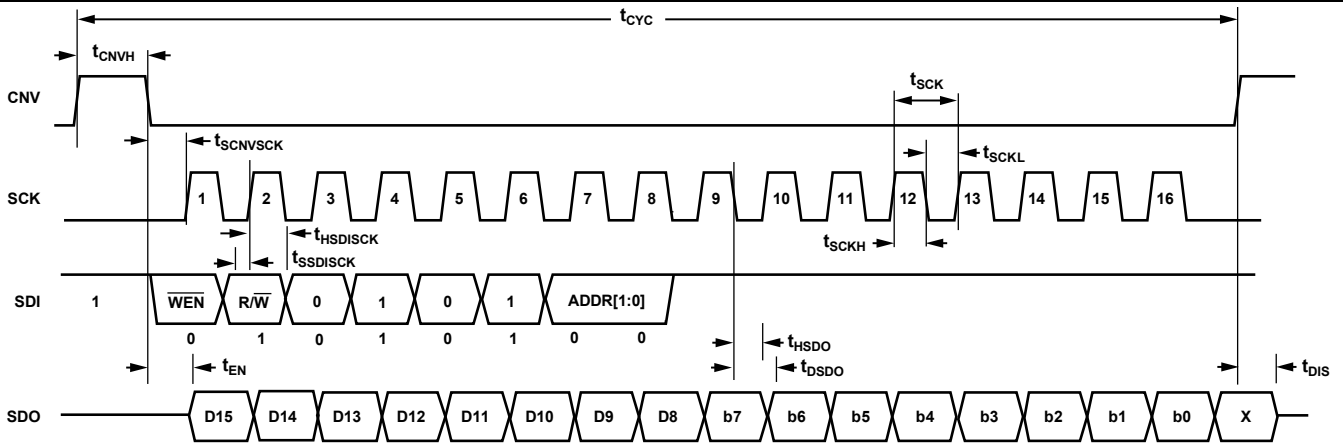 tCYC
tCNVH
CNV
tSCK
tSCNVSCK
tSCKL
SCK 1 2 3 4 5 6 7 8 9 10 11 12 13 14 15 16
tHSDISCK
tSCKH
tSSDISCK
SDI 1 WEN R/W 0 1 0 1 ADDR[1:0]
0 1 0 1 0 1 0 0
tHSDO
tEN
tDSDO
tDIS
SDO D15 D14 D13 D12 D11 D10 D9 D8 b7 b6 b5 b4 b3 b2 b1 b0 X